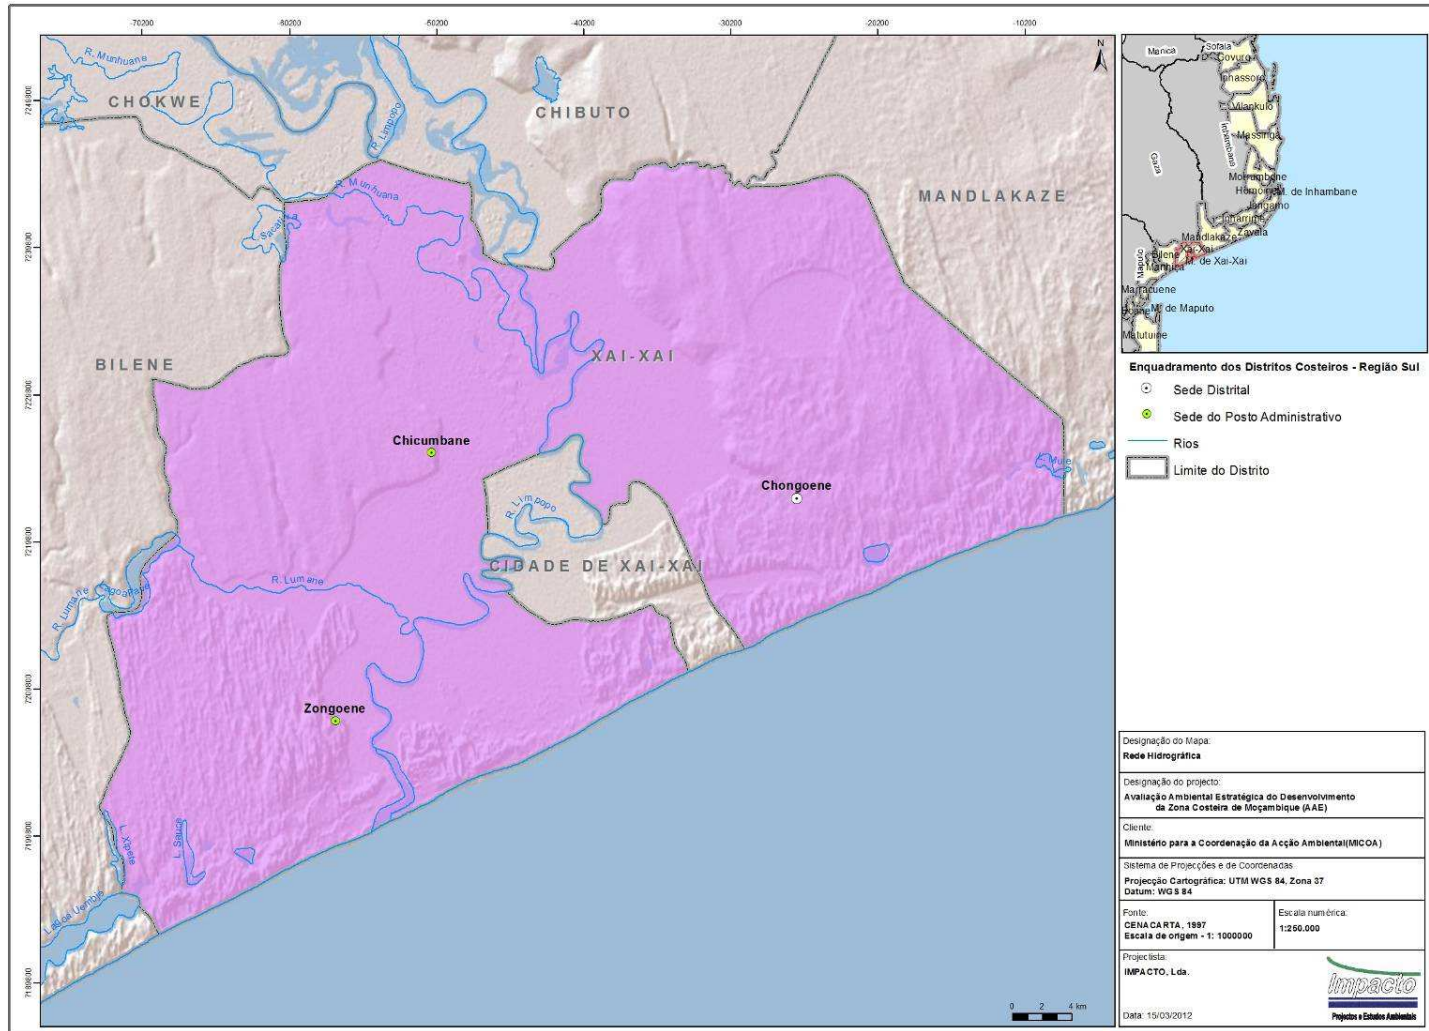 -70200
-60200
-50200
-40200
-30200
-20200
-10200
N
R. Munhuane
CHOKWE
R. Limpopo
CHIBUTO
R. Munhuana
MANDLAKAZE
BILENE
XAI-XAI
Chicumbane
Chongoene
R. Limpopo
CIDADE DE XAI-XAI
R. Lumane
R. Lumane
Zongoene
L. Xipete
Lagoa Uembje
0 2 4 km
Manica
Sofala
Govuro
Inhassoro
Vilankulo
Inhambane
Massinga
Gaza
Morrumbene
M. de Inhambane
Jangamo
Inharrime
Zavala
Mandlakaze
Xai-Xai
Bilene
M. de Xai-Xai
Manhiça
Maputo
Marracuene
M. de Maputo
Matutuine
Enquadramento dos Distritos Costeiros - Região Sul
Sede Distrital
Sede do Posto Administrativo
Rios
Limite do Distrito
Designação do Mapa:
Rede Hidrográfica
Designação do projecto:
Avaliação Ambiental Estratégica do Desenvolvimento
da Zona Costeira de Moçambique (AAE)
Cliente:
Ministério para a Coordenação da Acção Ambiental(MICOA)
Sistema de Projecções e de Coordenadas
Projecção Cartográfica: UTM WGS 84, Zona 37
Datum: WGS 84
Fonte:
CENACARTA, 1997
Escala de origem - 1: 1000000
Escala numérica:
1:250.000
Projectista:
IMPACTO, Lda.
Data: 15/03/2012
Impacto
Projectos e Estudos Ambientais